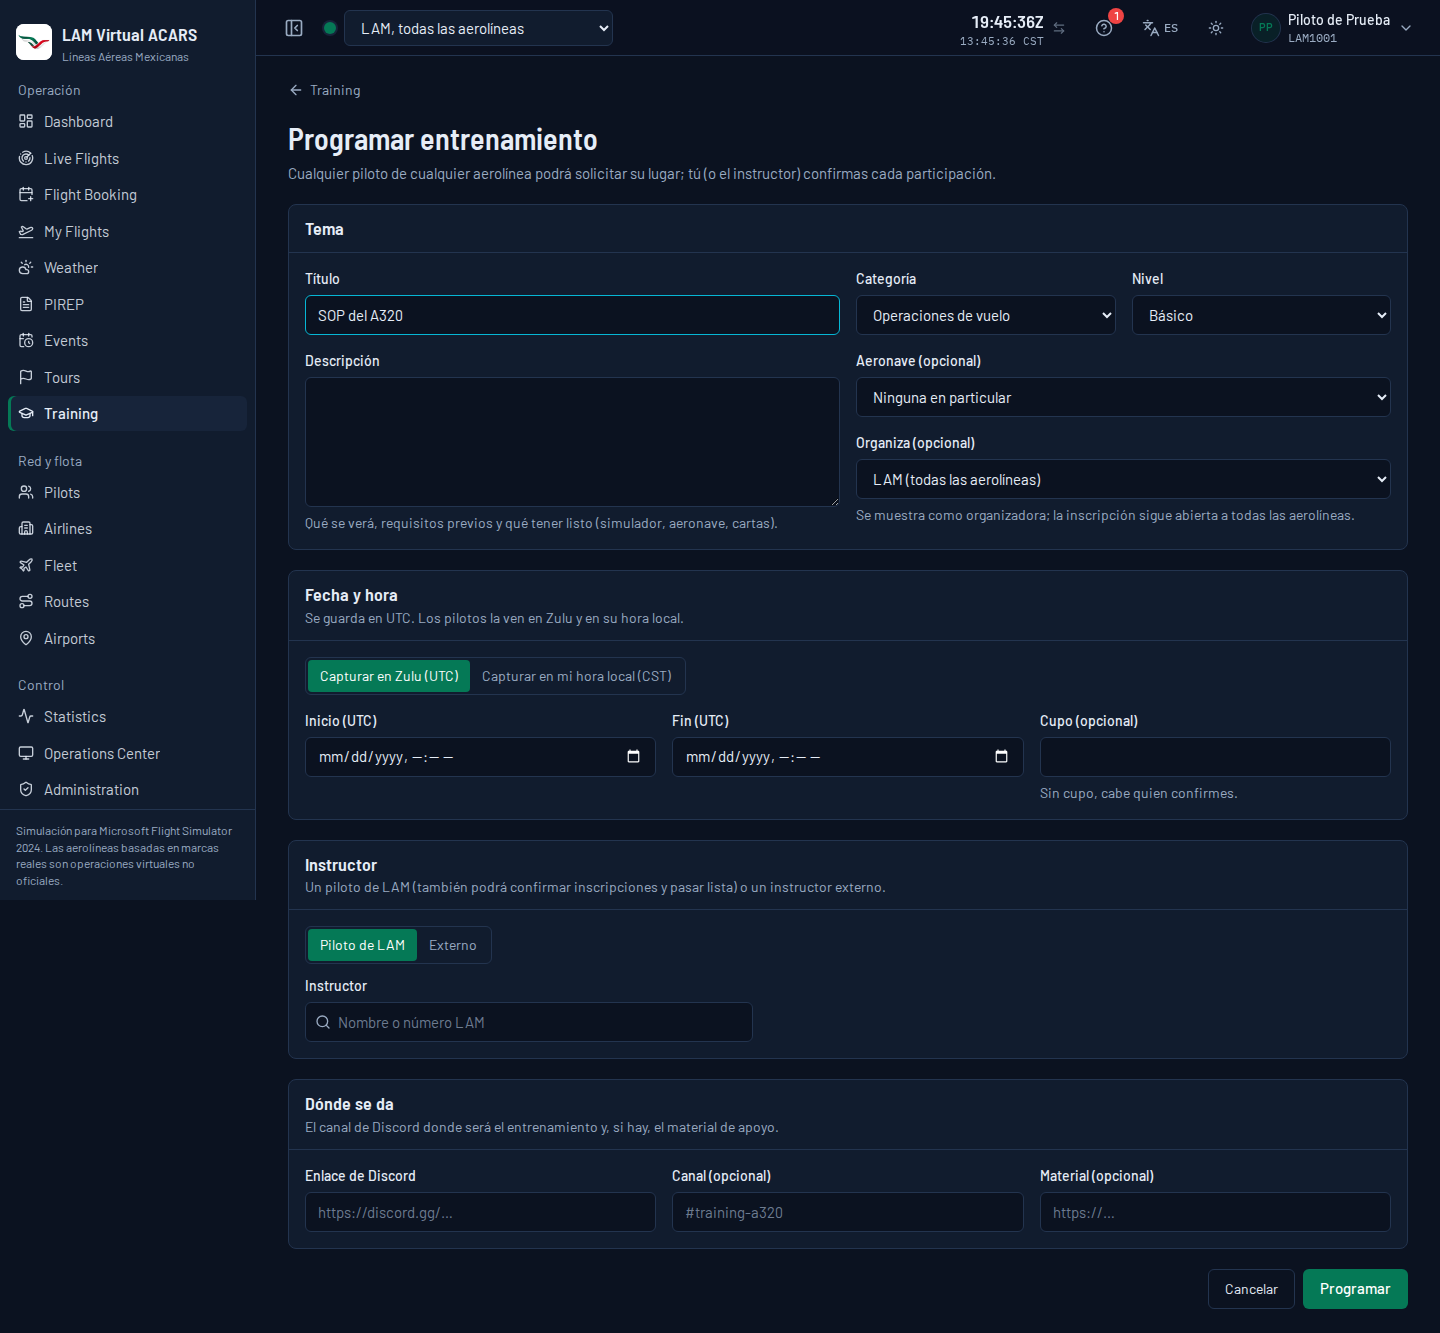 LAM Virtual ACARS
Líneas Aéreas Mexicanas
Operación
Dashboard
Live Flights
Flight Booking
My Flights
Weather
PIREP
Events
Tours
Training
Red y flota
Pilots
Airlines
Fleet
Routes
Airports
Control
Statistics
Operations Center
Administration
Simulación para Microsoft Flight Simulator
2024. Las aerolíneas basadas en marcas
reales son operaciones virtuales no
oficiales.
LAM, todas las aerolíneas
19:45:36Z
13:45:36 CST
1
ES
PP
Piloto de Prueba
LAM1001
Training
Programar entrenamiento
Cualquier piloto de cualquier aerolínea podrá solicitar su lugar; tú (o el instructor) confirmas cada participación.
Tema
Título
Categoría
Nivel
SOP del A320
Operaciones de vuelo
Básico
Descripción
Aeronave (opcional)
Ninguna en particular
Organiza (opcional)
LAM (todas las aerolíneas)
Qué se verá, requisitos previos y qué tener listo (simulador, aeronave, cartas).
Se muestra como organizadora; la inscripción sigue abierta a todas las aerolíneas.
Fecha y hora
Se guarda en UTC. Los pilotos la ven en Zulu y en su hora local.
Capturar en Zulu (UTC)
Capturar en mi hora local (CST)
Inicio (UTC)
Fin (UTC)
Cupo (opcional)
mm/dd/yyyy, --:-- --
mm/dd/yyyy, --:-- --
Sin cupo, cabe quien confirmes.
Instructor
Un piloto de LAM (también podrá confirmar inscripciones y pasar lista) o un instructor externo.
Piloto de LAM
Externo
Instructor
Nombre o número LAM
Dónde se da
El canal de Discord donde será el entrenamiento y, si hay, el material de apoyo.
Enlace de Discord
Canal (opcional)
Material (opcional)
https://discord.gg/...
#training-a320
https://...
Cancelar
Programar